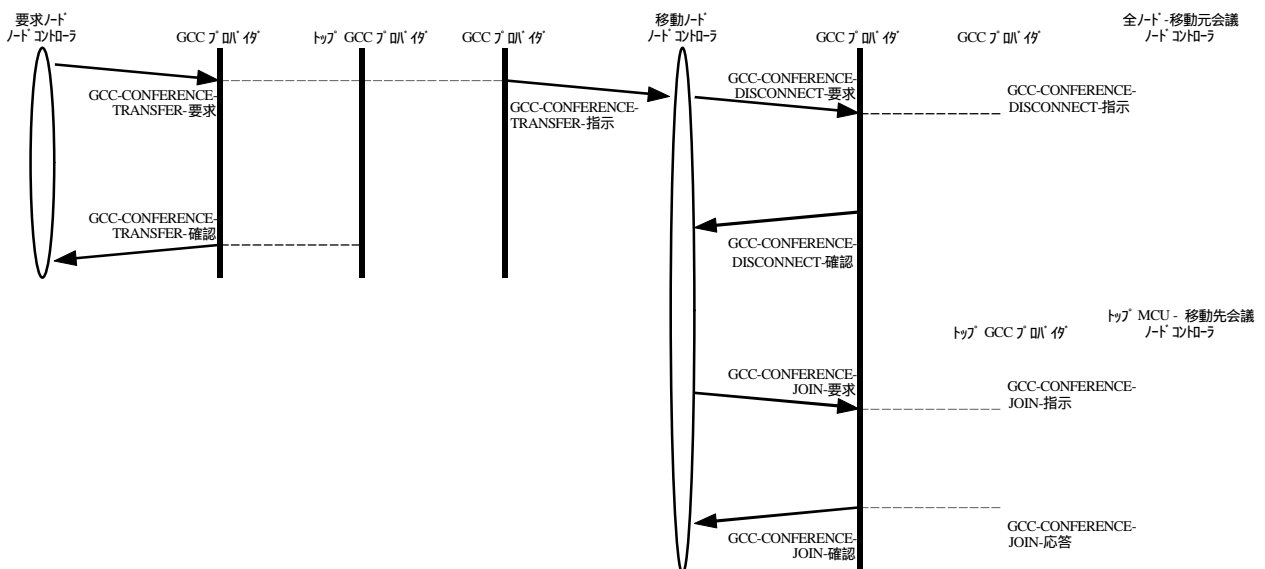 要求ノード
ノードコントローラ
GCC プロバイダ
トップ GCC プロバイダ
GCC プロバイダ
移動ノード
ノードコントローラ
GCC プロバイダ
GCC プロバイダ
全ノード-移動元会議
ノードコントローラ
GCC-CONFERENCE-
TRANSFER-要求
GCC-CONFERENCE-
TRANSFER-指示
GCC-CONFERENCE-
DISCONNECT-要求
GCC-CONFERENCE-
DISCONNECT-指示
GCC-CONFERENCE-
TRANSFER-確認
GCC-CONFERENCE-
DISCONNECT-確認
トップ GCC プロバイダ
トップ MCU - 移動先会議
ノードコントローラ
GCC-CONFERENCE-
JOIN-要求
GCC-CONFERENCE-
JOIN-指示
GCC-CONFERENCE-
JOIN-確認
GCC-CONFERENCE-
JOIN-応答